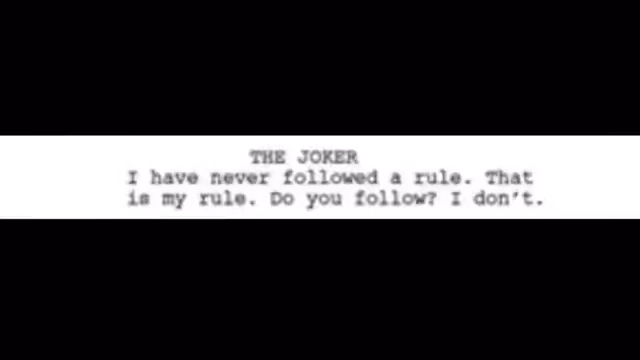 THE JOKER
I have never followed a rule. That
is my rule. Do you follow? I don't.